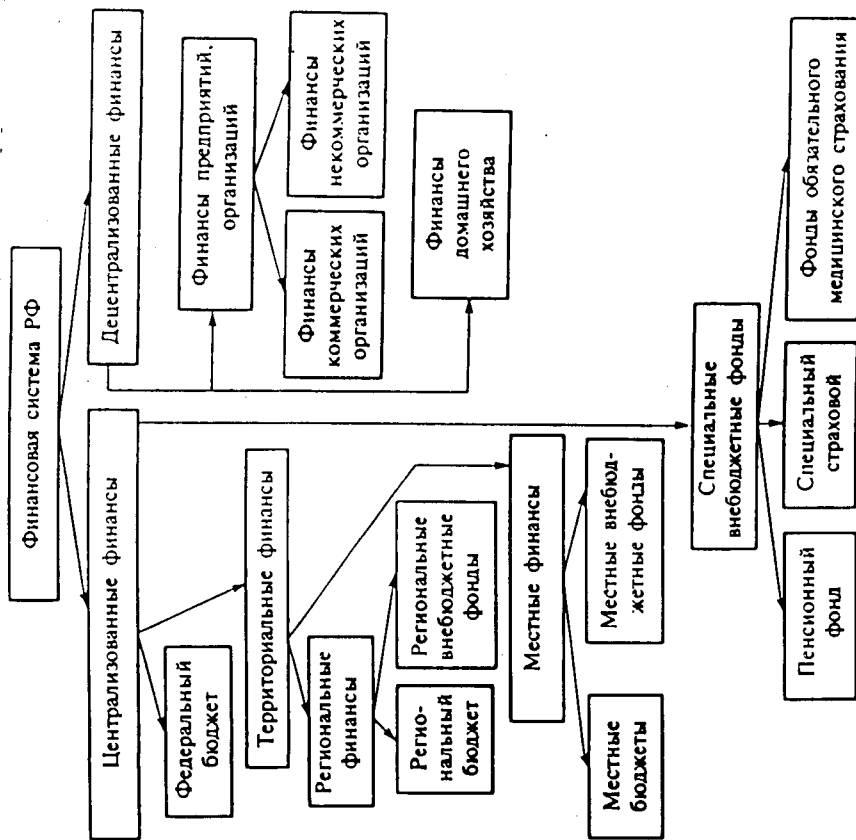 Финансовая система РФ
Централизованные финансы
Децентрализованные финансы
Федеральный
бюджет
Территориальные финансы
Региональные
финансы
Регио-
нальный
бюджет
Региональные
внебюджетные
фонды
Местные финансы
Местные
бюджеты
Местные внебюд-
жетные фонды
Финансы предприятий,
организаций
Финансы
коммерческих
организаций
Финансы
некоммерческих
организаций
Финансы
домашнего
хозяйства
Специальные
внебюджетные фонды
Пенсионный
фонд
Специальный
страховой
Фонды обязательного
медицинского страхования